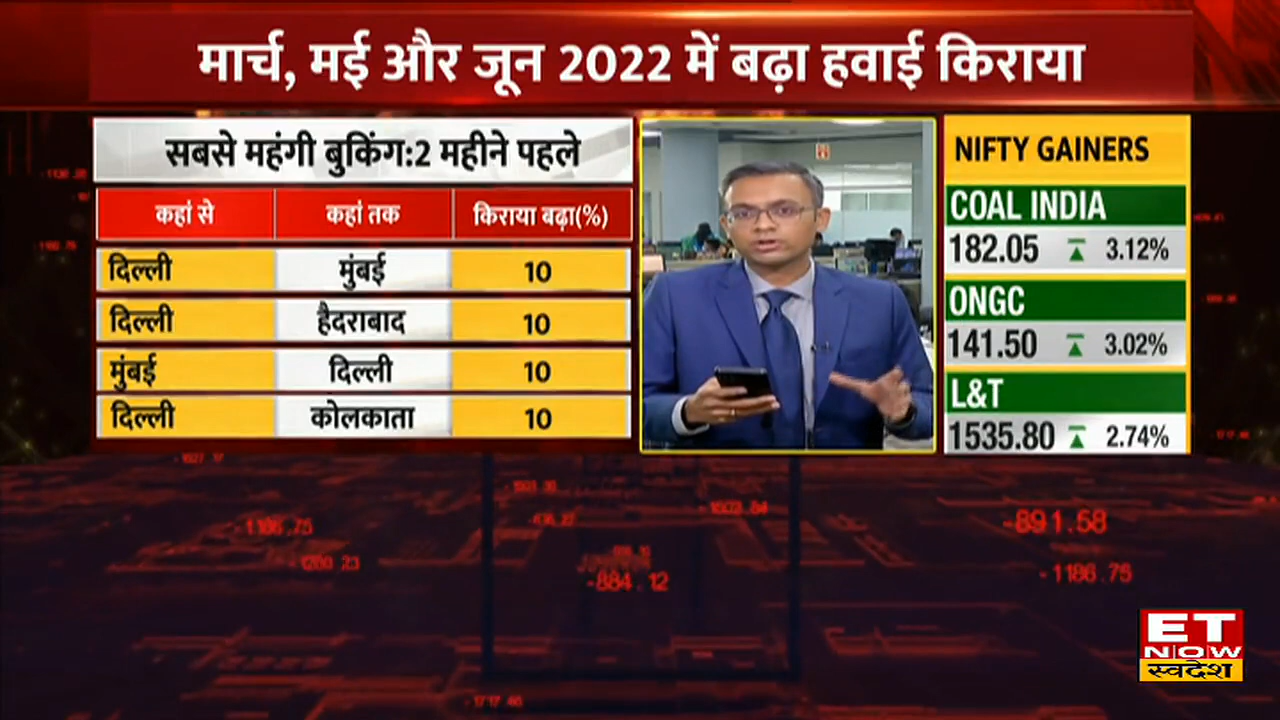 मार्च, मई और जून 2022 में बढ़ा हवाई किराया
सबसे महंगी बुकिंग:2 महीने पहले
कहां से कहां तक किराया बढ़ा(%)
दिल्ली मुंबई 10
दिल्ली हैदराबाद 10
मुंबई दिल्ली 10
दिल्ली कोलकाता 10
NIFTY GAINERS
COAL INDIA
182.05 3.12%
ONGC
141.50 3.02%
L&T
1535.80 2.74%
-891.58
-1186.75
-884.12
-1186.75
ET
NOW
स्वदेश